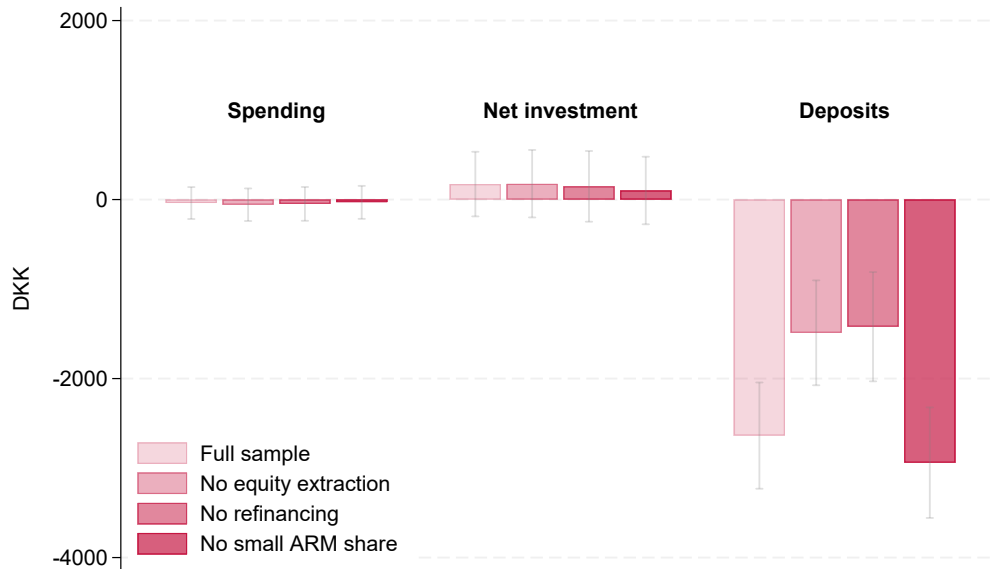 2000
Spending
Net investment
Deposits
0
DKK
-2000
Full sample
No equity extraction
No refinancing
No small ARM share
-4000